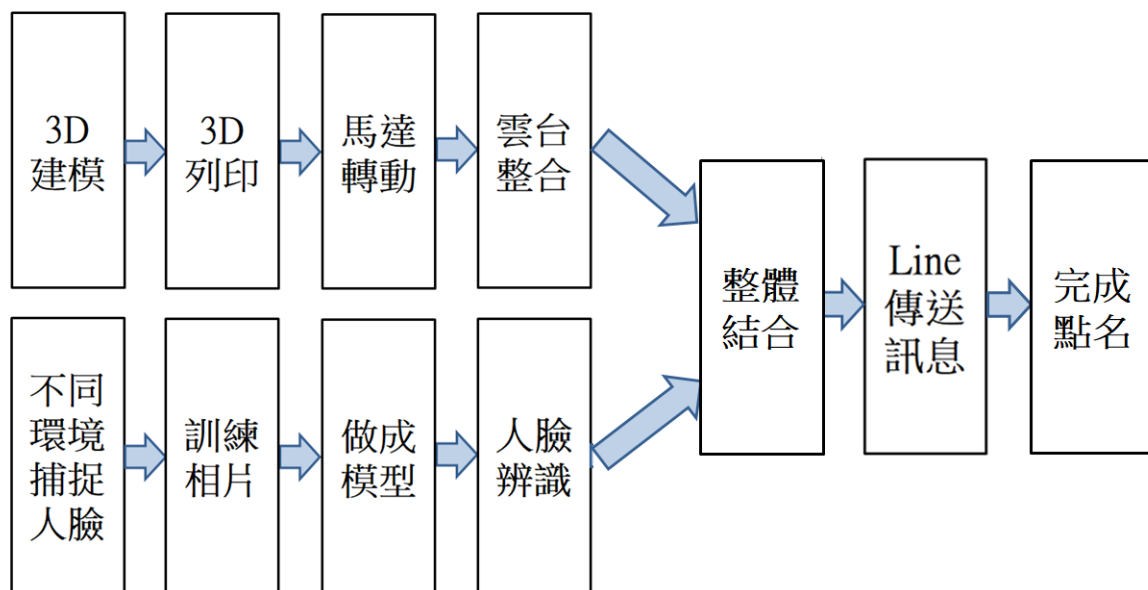 3D
建模
3D
列印
馬達
轉動
雲台
整合
不同
環境
捕捉
人臉
訓練
相片
做成
模型
人臉
辨識
整體
結合
Line
傳送
訊息
完成
點名